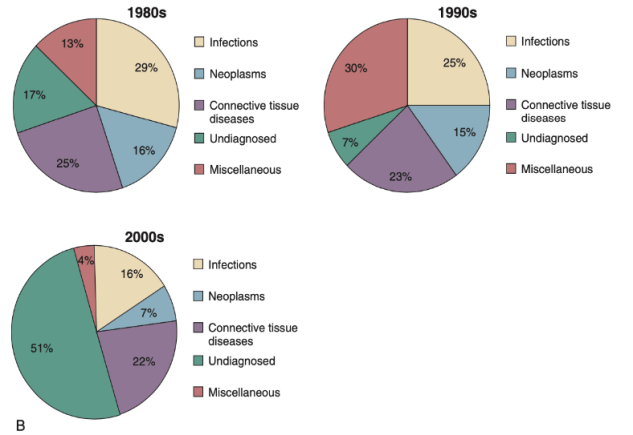 1980s
13%
29%
17%
16%
25%
Infections
Neoplasms
Connective tissue
diseases
Undiagnosed
Miscellaneous
1990s
30%
25%
7%
15%
23%
Infections
Neoplasms
Connective tissue
diseases
Undiagnosed
Miscellaneous
2000s
4%
16%
7%
51%
22%
Infections
Neoplasms
Connective tissue
diseases
Undiagnosed
Miscellaneous
B